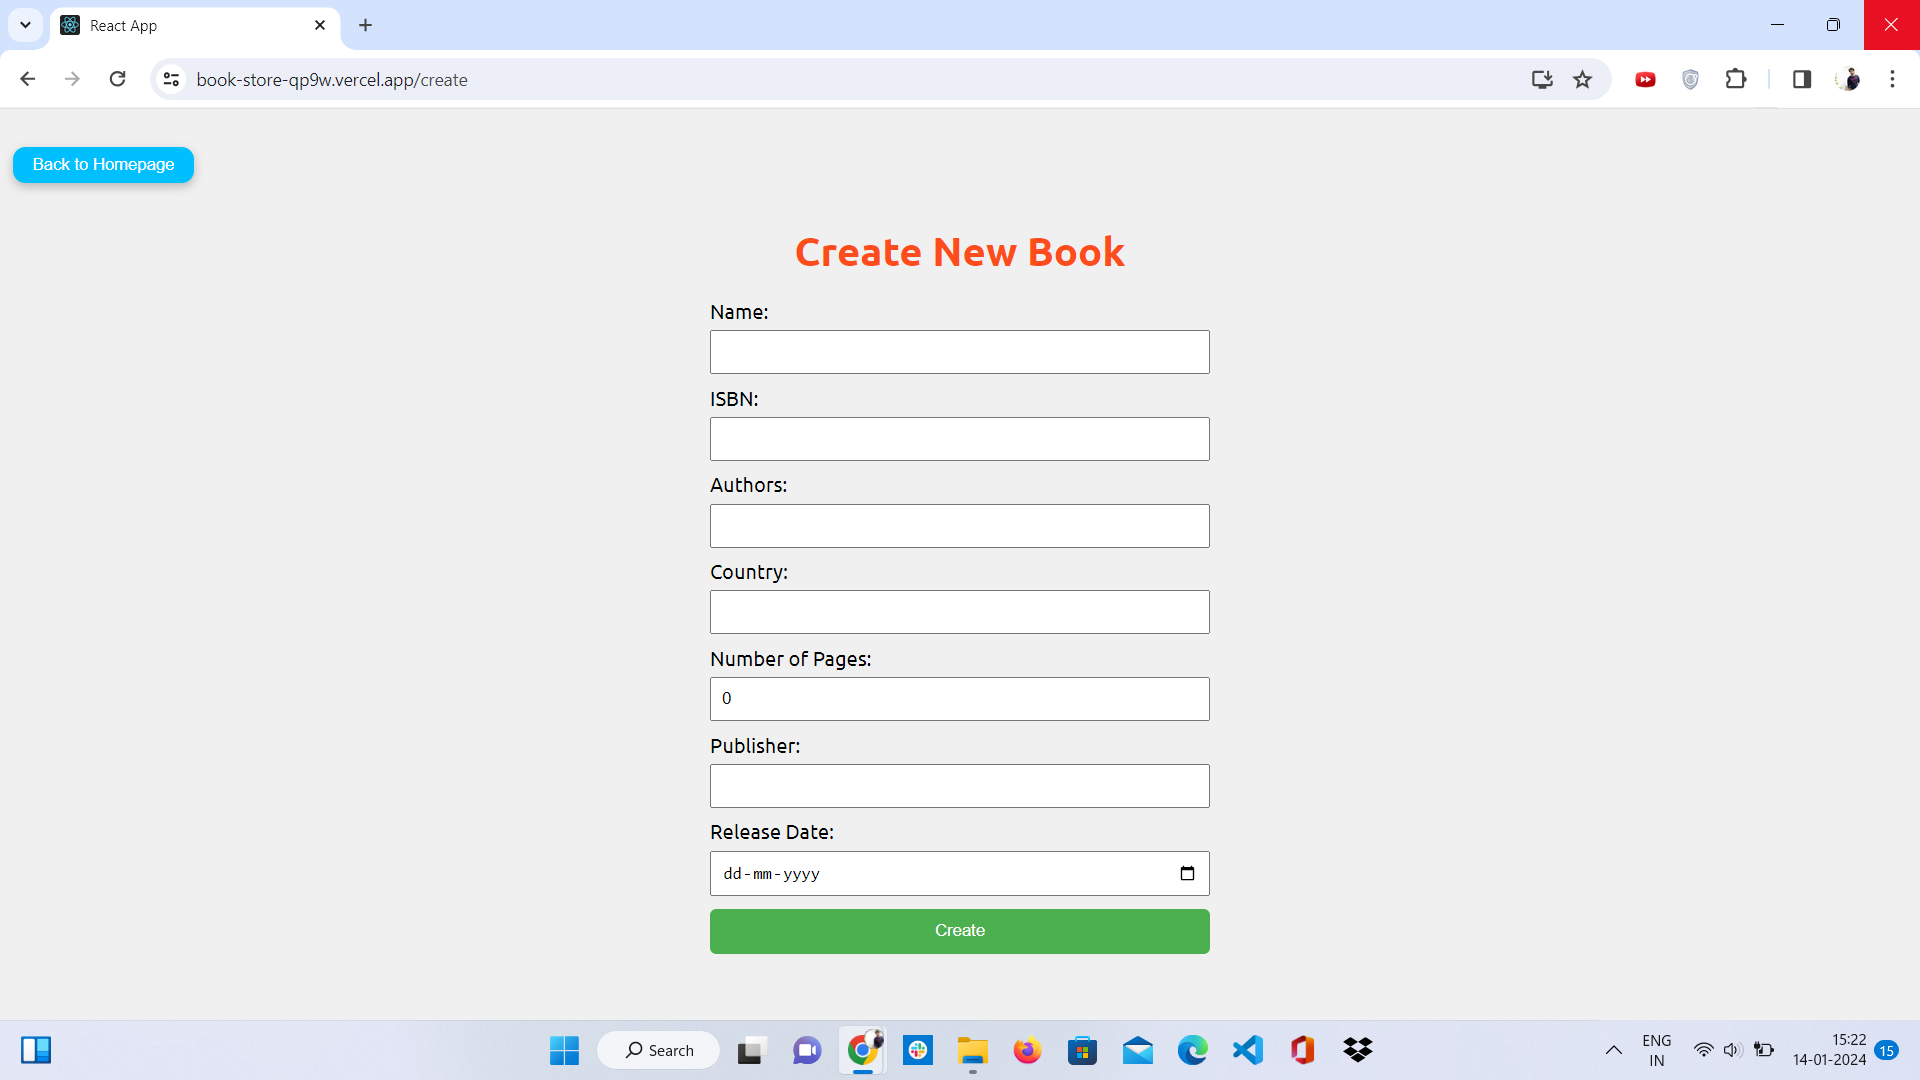 React App
book-store-qp9w.vercel.app/create
Back to Homepage
Create New Book
Name:
ISBN:
Authors:
Country:
Number of Pages:
0
Publisher:
Release Date:
dd-mm-yyyy
Create
Search
ENG
IN
15:22
14-01-2024
15